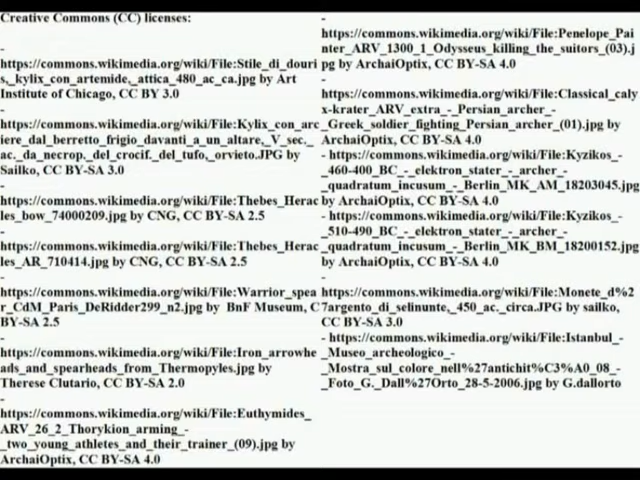 Creative Commons (CC) licenses:
-
https://commons.wikimedia.org/wiki/File:Stile_di_douri
s,_kylix_con_artemide,_attica_480_ac_ca.jpg by Art
Institute of Chicago, CC BY 3.0
-
https://commons.wikimedia.org/wiki/File:Kylix_con_arc
iere_dal_berretto_frigio_davanti_a_un_altare,_V_sec._
ac._da_necrop._del_crocif._del_tufo,_orvieto.JPG by
Sailko, CC BY-SA 3.0
-
https://commons.wikimedia.org/wiki/File:Thebes_Herac
les_bow_74000209.jpg by CNG, CC BY-SA 2.5
-
https://commons.wikimedia.org/wiki/File:Thebes_Herac
les_AR_710414.jpg by CNG, CC BY-SA 2.5
-
https://commons.wikimedia.org/wiki/File:Warrior_spea
r_CdM_Paris_DeRidder299_n2.jpg by BnF Museum, C
BY-SA 2.5
-
https://commons.wikimedia.org/wiki/File:Iron_arrowhe
ads_and_spearheads_from_Thermopyles.jpg by
Therese Clutario, CC BY-SA 2.0
-
https://commons.wikimedia.org/wiki/File:Euthymides_
ARV_26_2_Thorykion_arming_-
_two_young_athletes_and_their_trainer_(09).jpg by
ArchaiOptix, CC BY-SA 4.0
-
https://commons.wikimedia.org/wiki/File:Penelope_Pai
nter_ARV_1300_1_Odysseus_killing_the_suitors_(03).j
pg by ArchaiOptix, CC BY-SA 4.0
-
https://commons.wikimedia.org/wiki/File:Classical_caly
x-krater_ARV_extra_-_Persian_archer_-
_Greek_soldier_fighting_Persian_archer_(01).jpg by
ArchaiOptix, CC BY-SA 4.0
- https://commons.wikimedia.org/wiki/File:Kyzikos_-
_460-400_BC_-_elektron_stater_-_archer_-
_quadratum_incusum_-_Berlin_MK_AM_18203045.jpg
by ArchaiOptix, CC BY-SA 4.0
- https://commons.wikimedia.org/wiki/File:Kyzikos_-
_510-490_BC_-_elektron_stater_-_archer_-
_quadratum_incusum_-_Berlin_MK_BM_18200152.jpg
by ArchaiOptix, CC BY-SA 4.0
-
https://commons.wikimedia.org/wiki/File:Monete_d%2
7argento_di_selinunte,_450_ac._circa.JPG by sailko,
CC BY-SA 3.0
- https://commons.wikimedia.org/wiki/File:Istanbul_-
_Museo_archeologico_-
_Mostra_sul_colore_nell%27antichit%C3%A0_08_-
_Foto_G._Dall%27Orto_28-5-2006.jpg by G.dallorto